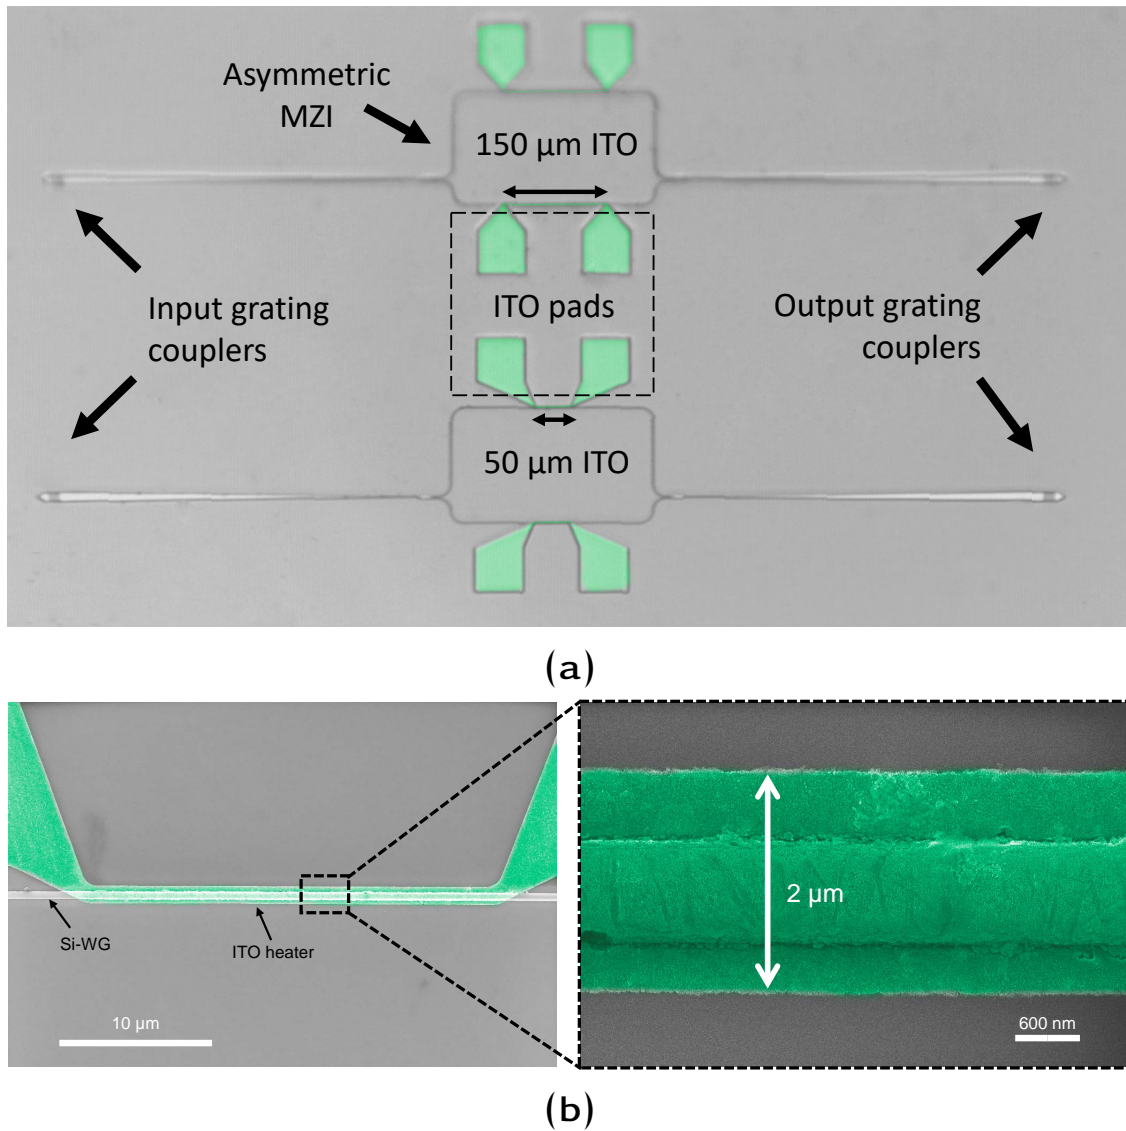 Asymmetric
MZI
150 µm ITO
Input grating
couplers
ITO pads
Output grating
couplers
50 µm ITO
(a)
Si-WG
ITO heater
10 µm
2 µm
600 nm
(b)